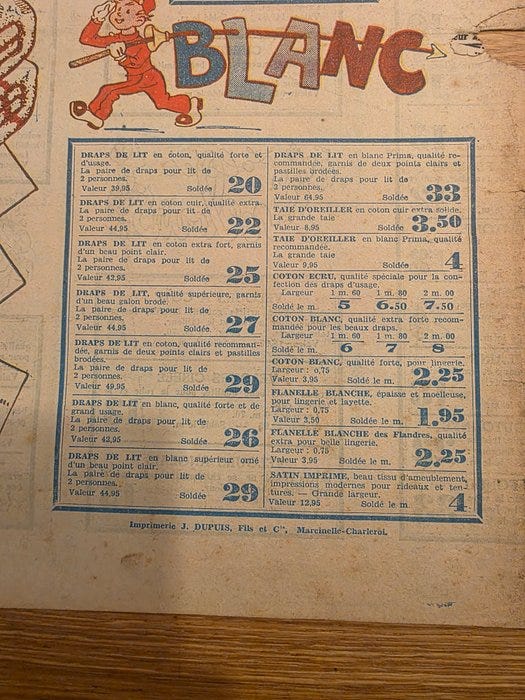 BLANC
DRAPS DE LIT en coton, qualité forte et
d'usage.
La paire de draps pour lit de
2 personnes.
Valeur 39,95 Soldée 20
DRAPS DE LIT en coton cuir, qualité extra.
La paire de draps pour lit de
2 personnes.
Valeur 44,95 Soldée 22
DRAPS DE LIT en coton extra fort, garnis
d'un beau point clair.
La paire de draps pour lit de
2 personnes.
Valeur 42,95 Soldée 25
DRAPS DE LIT, qualité supérieure, garnis
d'un beau galon brodé.
La paire de draps pour lit de
2 personnes.
Valeur 44,95 Soldée 27
DRAPS DE LIT en coton, qualité recomman-
dée, garnis de deux points clairs et pastilles
brodées.
La paire de draps pour lit de
2 personnes.
Valeur 49,95 Soldée 29
DRAPS DE LIT en blanc, qualité forte et de
grand usage.
La paire de draps pour lit de
2 personnes.
Valeur 42,95 Soldée 26
DRAPS DE LIT en blanc supérieur orné
d'un beau point clair.
La paire de draps pour lit de
2 personnes.
Valeur 44,95 Soldée 29
DRAPS DE LIT en blanc Prima, qualité re-
commandée, garnis de deux points clairs et
pastilles brodées.
La paire de draps pour lit de
2 personnes.
Valeur 64,95 Soldée 33
TAIE D'OREILLER en coton cuir extra solide.
La grande taie
Valeur 8,95 Soldée 3.50
TAIE D'OREILLER en blanc Prima, qualité
recommandée.
La grande taie
Valeur 9,95 Soldée 4
COTON ECRU, qualité spéciale pour la con-
fection des draps d'usage.
Largeur 1 m. 60 1 m. 80 2 m. 00
Soldé le m. 5 6.50 7.50
COTON BLANC, qualité extra forte recom-
mandée pour les beaux draps.
Largeur 1 m. 60 1 m. 80 2 m. 00
Soldé le m. 6 7 8
COTON BLANC, qualité forte, pour lingerie.
Largeur : 0,75
Valeur 3,95 Soldé le m. 2.25
FLANELLE BLANCHE, épaisse et moelleuse,
pour lingerie et layette.
Largeur : 0,75
Valeur 3,50 Soldée le m. 1.95
FLANELLE BLANCHE des Flandres, qualité
extra pour belle lingerie.
Largeur : 0,75
Valeur 3,95 Soldée le m. 2.25
SATIN IMPRIME, beau tissu d'ameublement,
impressions modernes pour rideaux et ten-
tures. — Grande largeur.
Valeur 12,95 Soldé le m 4
Imprimerie J. DUPUIS, Fils et Cie, Marcinelle-Charleroi.